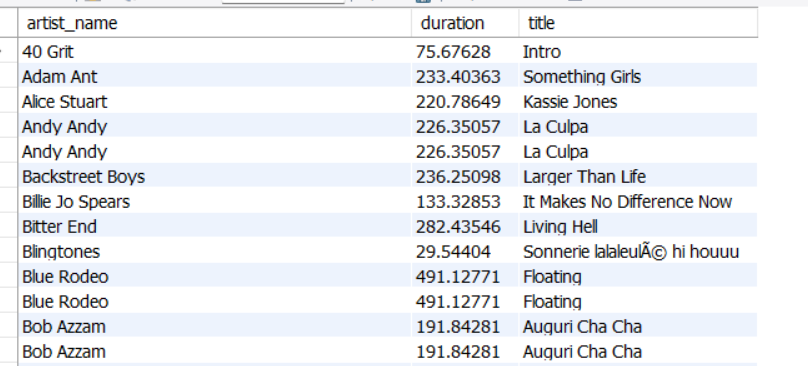 artist_name duration title
40 Grit 75.67628 Intro
Adam Ant 233.40363 Something Girls
Alice Stuart 220.78649 Kassie Jones
Andy Andy 226.35057 La Culpa
Andy Andy 226.35057 La Culpa
Backstreet Boys 236.25098 Larger Than Life
Billie Jo Spears 133.32853 It Makes No Difference Now
Bitter End 282.43546 Living Hell
Blingtones 29.54404 Sonnerie lalaleulÃ© hi houuu
Blue Rodeo 491.12771 Floating
Blue Rodeo 491.12771 Floating
Bob Azzam 191.84281 Auguri Cha Cha
Bob Azzam 191.84281 Auguri Cha Cha